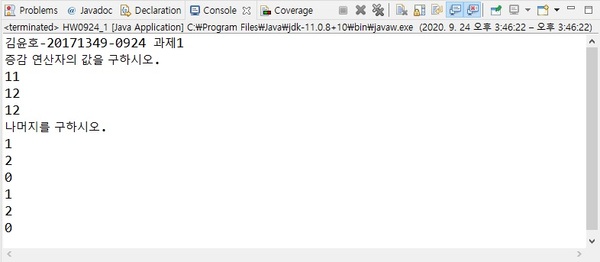 Problems @ Javadoc Declaration Console Coverage
<terminated> HW0924_1 [Java Application] C:\Program Files\Java\jdk-11.0.8+10\bin\javaw.exe (2020. 9. 24 오후 3:46:22 – 오후 3:46:22)
김윤호-20171349-0924 과제1
증감 연산자의 값을 구하시오.
11
12
12
나머지를 구하시오.
1
2
0
1
2
0